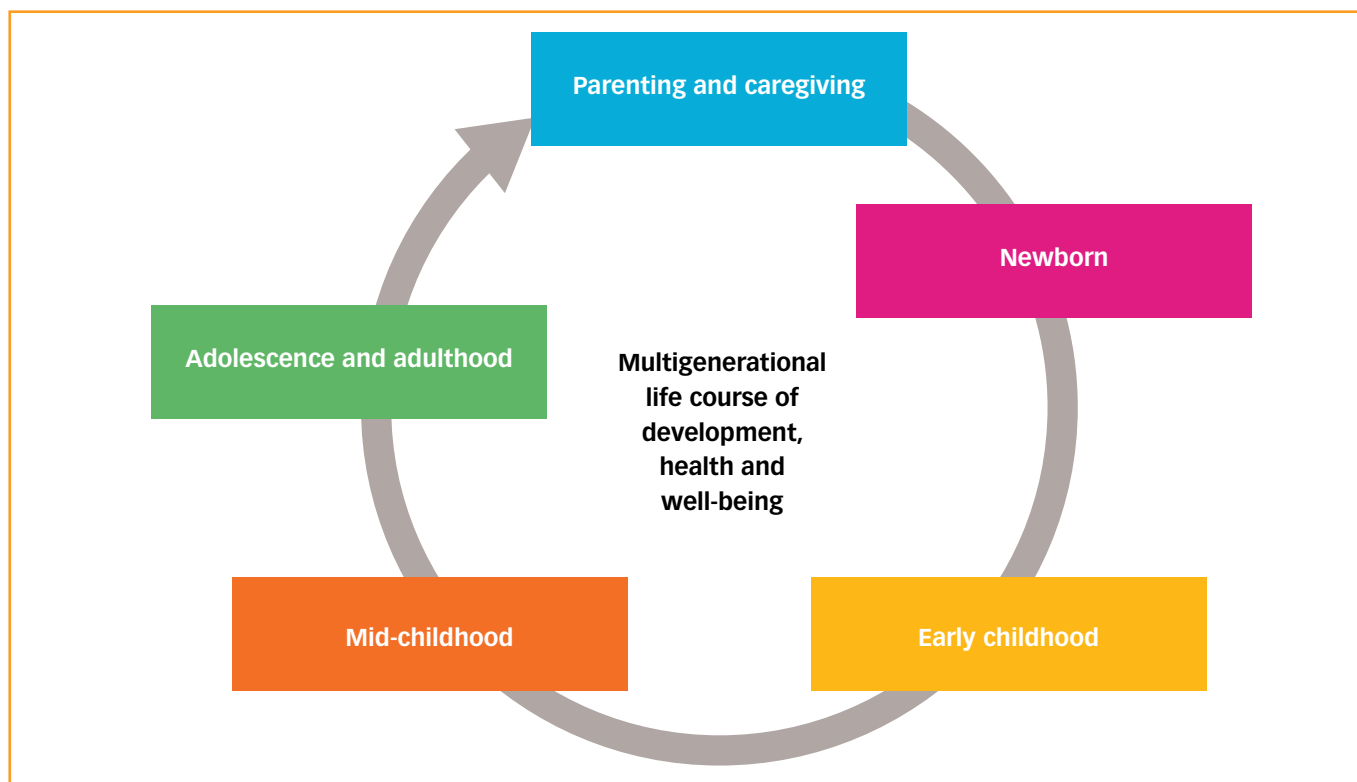 Parenting and caregiving
Newborn
Adolescence and adulthood
Multigenerational
life course of
development,
health and
well-being
Mid-childhood
Early childhood